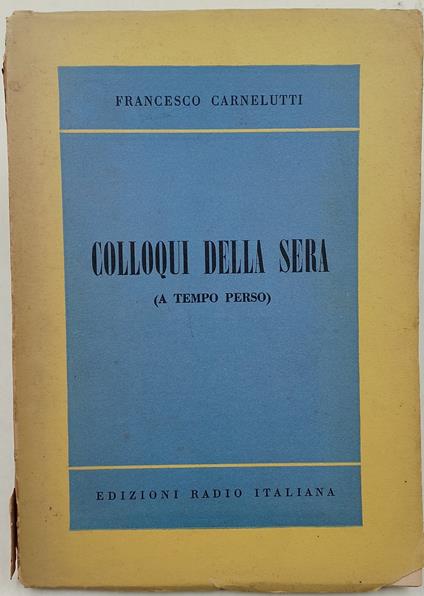 FRANCESCO CARNELUTTI
COLLOQUI DELLA SERA
(A TEMPO PERSO)
EDIZIONI RADIO ITALIANA